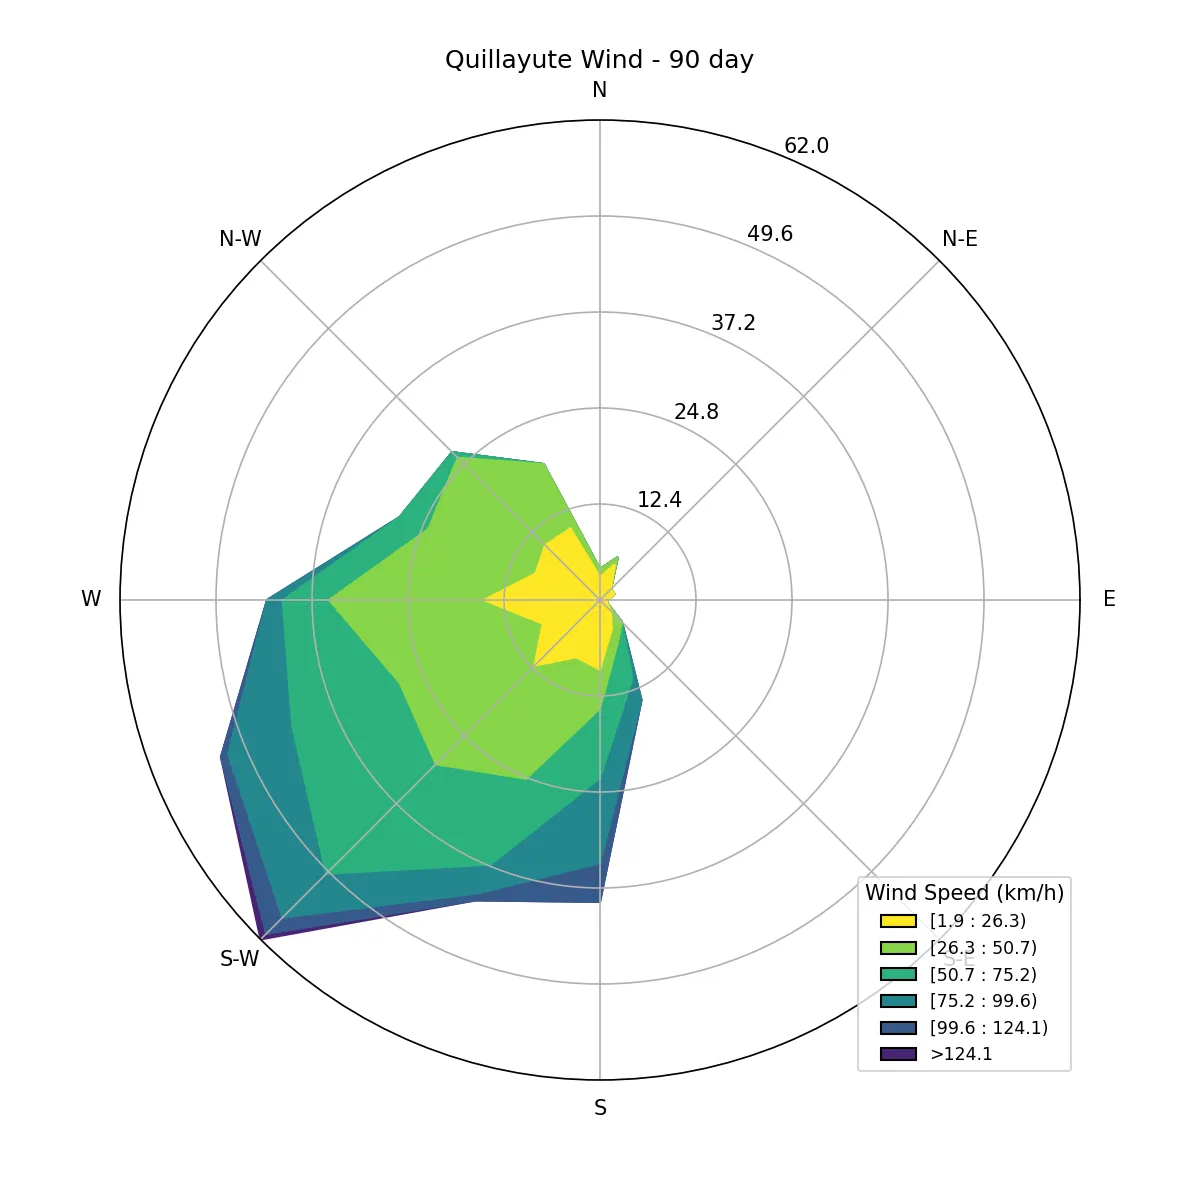 Quillayute Wind - 90 day
N
62.0
N-W
49.6
N-E
37.2
24.8
12.4
W
E
S-W
S-E
S
Wind Speed (km/h)
[1.9 : 26.3)
[26.3 : 50.7)
[50.7 : 75.2)
[75.2 : 99.6)
[99.6 : 124.1)
>124.1